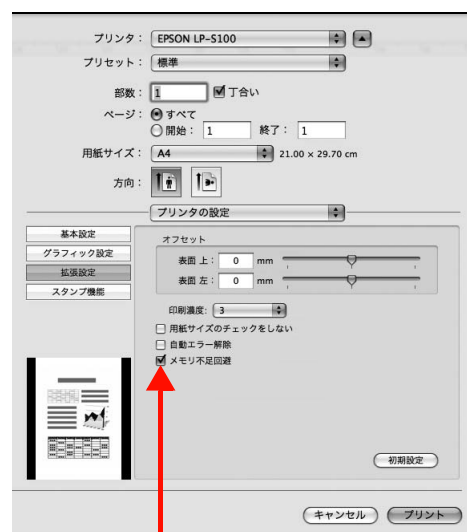 プリンタ： EPSON LP-S100
プリセット： 標準
部数： 1 丁合い
ページ： すべて
開始： 1 終了： 1
用紙サイズ： A4 21.00 × 29.70 cm
方向：
プリンタの設定
基本設定
グラフィック設定
拡張設定
スタンプ機能
オフセット
表面 上： 0 mm
表面 左： 0 mm
印刷濃度： 3
用紙サイズのチェックをしない
自動エラー解除
メモリ不足回避
初期設定
キャンセル プリント